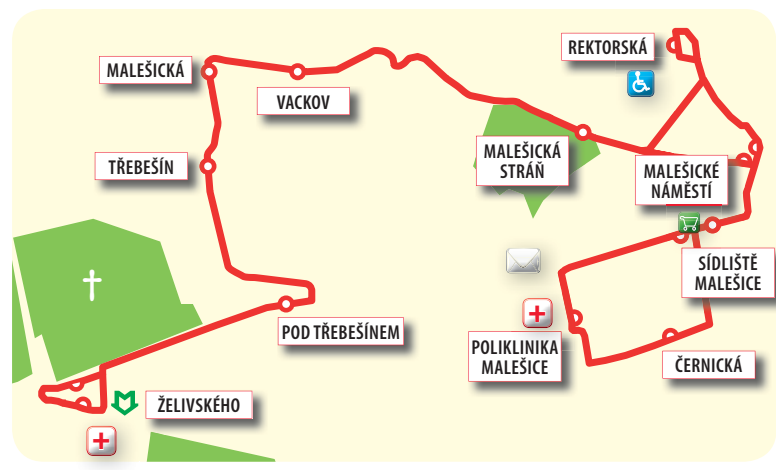 REKTORSKÁ
MALEŠICKÁ
VACKOV
MALEŠICKÁ
STRÁŇ
TŘEBEŠÍN
MALEŠICKÉ
NÁMĚSTÍ
SÍDLIŠTĚ
MALEŠICE
POD TŘEBEŠÍNEM
POLIKLINIKA
MALEŠICE
ČERNICKÁ
ŽELIVSKÉHO